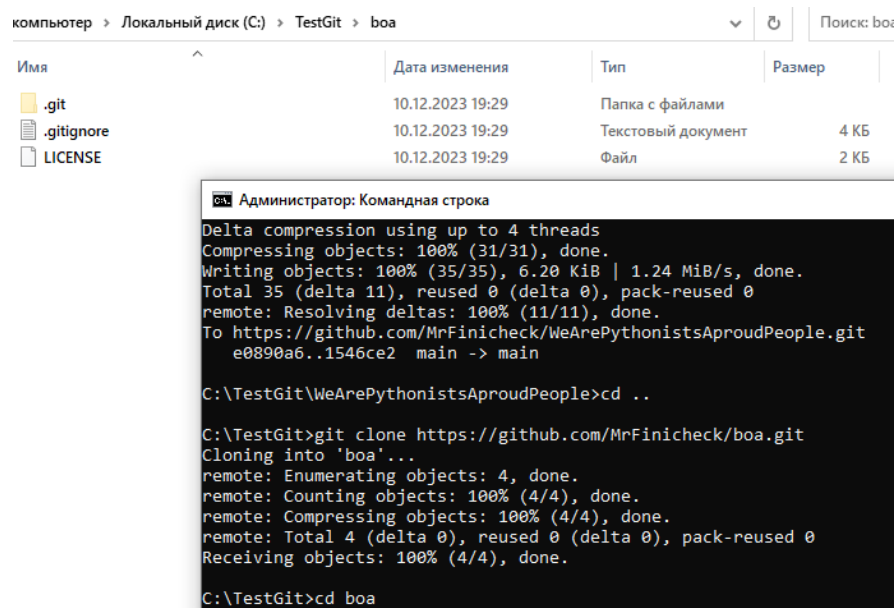 компьютер > Локальный диск (C:) > TestGit > boa
Поиск: boa
Имя Дата изменения Тип Размер
.git 10.12.2023 19:29 Папка с файлами
.gitignore 10.12.2023 19:29 Текстовый документ 4 КБ
LICENSE 10.12.2023 19:29 Файл 2 КБ
Администратор: Командная строка
Delta compression using up to 4 threads
Compressing objects: 100% (31/31), done.
Writing objects: 100% (35/35), 6.20 KiB | 1.24 MiB/s, done.
Total 35 (delta 11), reused 0 (delta 0), pack-reused 0
remote: Resolving deltas: 100% (11/11), done.
To https://github.com/MrFinicheck/WeArePythonistsAproudPeople.git
e0890a6..1546ce2 main -> main
C:\TestGit\WeArePythonistsAproudPeople>cd ..
C:\TestGit>git clone https://github.com/MrFinicheck/boa.git
Cloning into 'boa'...
remote: Enumerating objects: 4, done.
remote: Counting objects: 100% (4/4), done.
remote: Compressing objects: 100% (4/4), done.
remote: Total 4 (delta 0), reused 0 (delta 0), pack-reused 0
Receiving objects: 100% (4/4), done.
C:\TestGit>cd boa